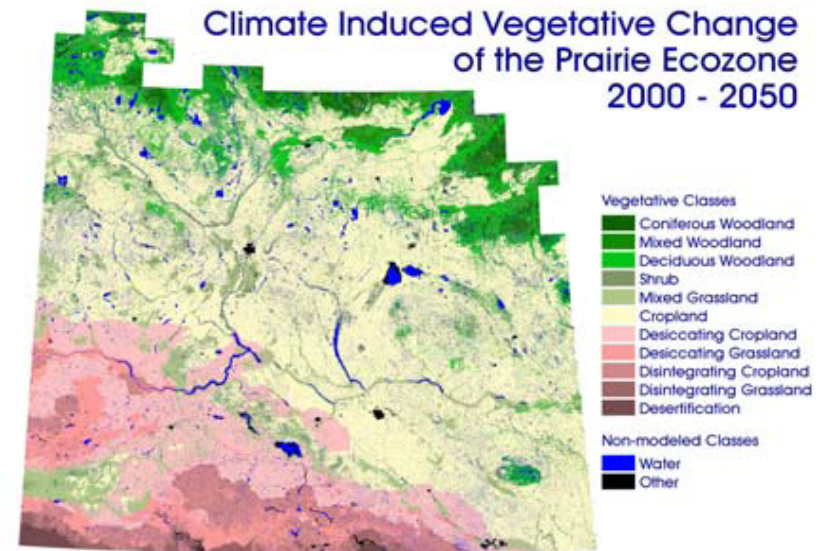 Climate Induced Vegetative Change
of the Prairie Ecozone
2000 - 2050
Vegetative Classes
Coniferous Woodland
Mixed Woodland
Deciduous Woodland
Shrub
Mixed Grassland
Cropland
Desiccating Cropland
Desiccating Grassland
Disintegrating Cropland
Disintegrating Grassland
Desertification
Non-modeled Classes
Water
Other